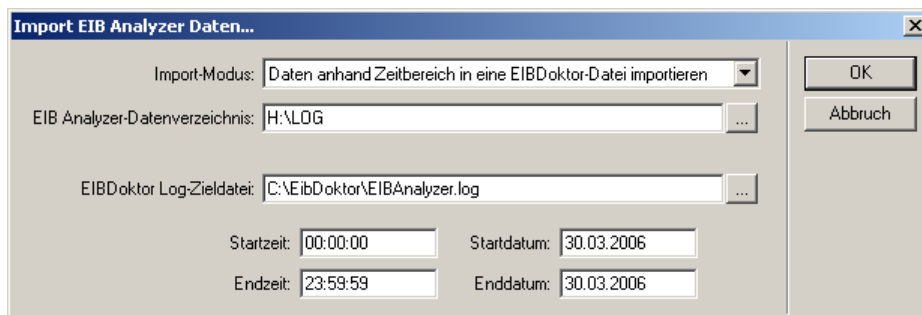 Import EIB Analyzer Daten...
Import-Modus: Daten anhand Zeitbereich in eine EIBDoktor-Datei importieren
OK
EIB Analyzer-Datenverzeichnis: H:\LOG ...
Abbruch
EIBDoktor Log-Zieldatei: C:\EibDoktor\EIBAnalyzer.log ...
Startzeit: 00:00:00 Startdatum: 30.03.2006
Endzeit: 23:59:59 Enddatum: 30.03.2006